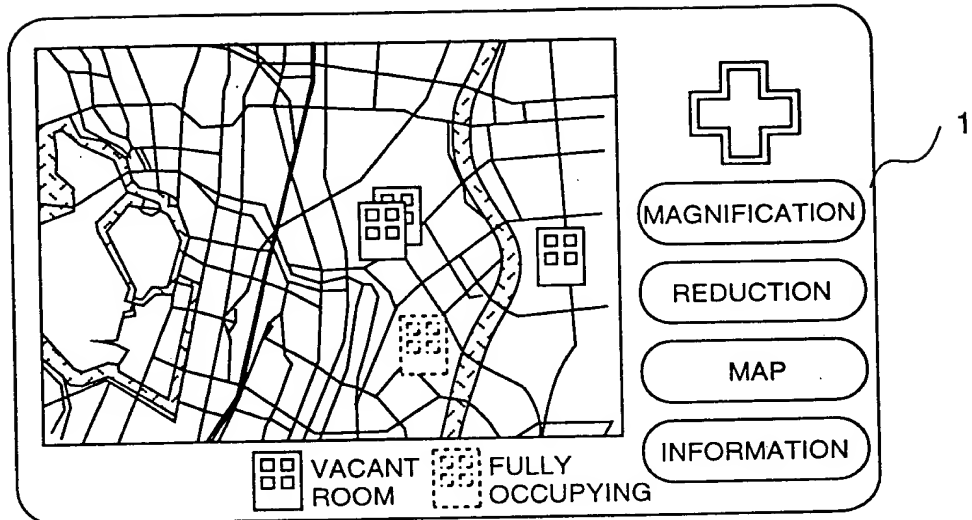 1
MAGNIFICATION
REDUCTION
MAP
INFORMATION
VACANT
ROOM
FULLY
OCCUPYING